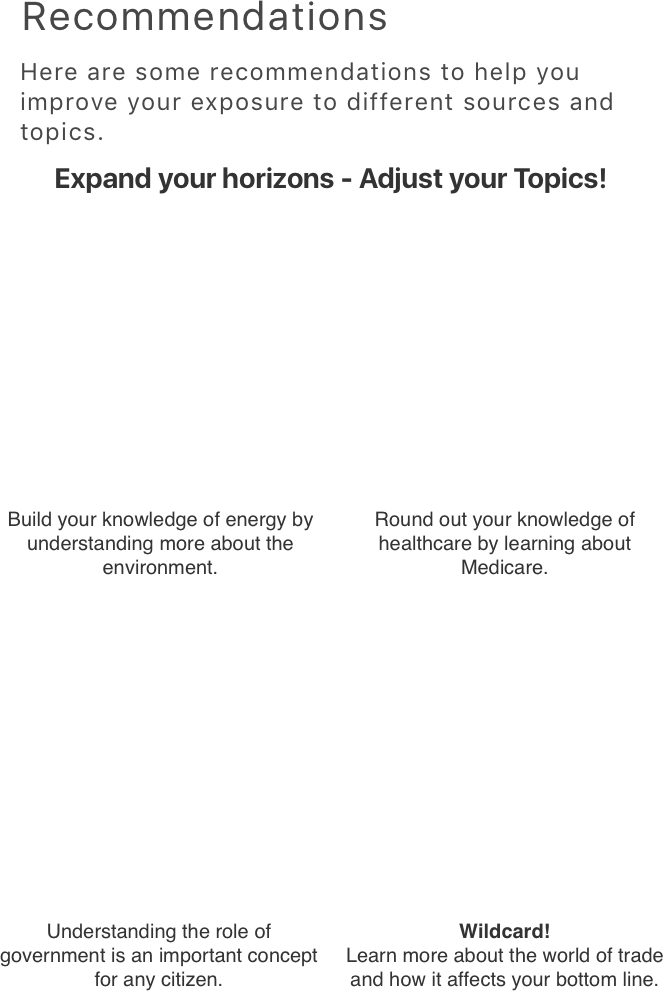 Recommendations
Here are some recommendations to help you
improve your exposure to different sources and
topics.
Expand your horizons - Adjust your Topics!
Build your knowledge of energy by
understanding more about the
environment.
Round out your knowledge of
healthcare by learning about
Medicare.
Understanding the role of
government is an important concept
for any citizen.
Wildcard!
Learn more about the world of trade
and how it affects your bottom line.